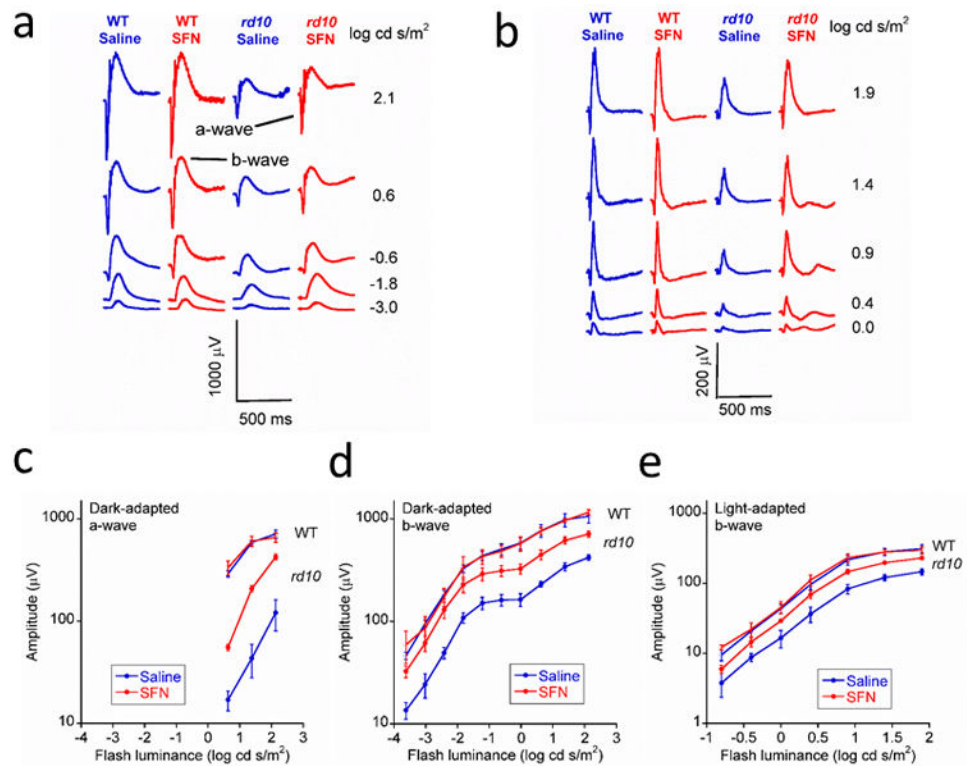 a
WT WT rd10 rd10 log cd s/m²
Saline SFN Saline SFN
2.1
a-wave
b-wave
0.6
-0.6
-1.8
-3.0
1000 µV
500 ms
b
WT WT rd10 rd10 log cd s/m²
Saline SFN Saline SFN
1.9
1.4
0.9
0.4
0.0
200 µV
500 ms
c
Dark-adapted
a-wave
WT
rd10
Saline
SFN
Amplitude (µV)
1000
100
10
-4 -3 -2 -1 0 1 2 3
Flash luminance (log cd s/m²)
d
Dark-adapted
b-wave
WT
rd10
Saline
SFN
Amplitude (µV)
1000
100
10
-4 -3 -2 -1 0 1 2 3
Flash luminance (log cd s/m²)
e
Light-adapted
b-wave
WT
rd10
Saline
SFN
Amplitude (µV)
1000
100
10
1
-1 -0.5 0 0.5 1 1.5 2
Flash luminance (log cd s/m²)